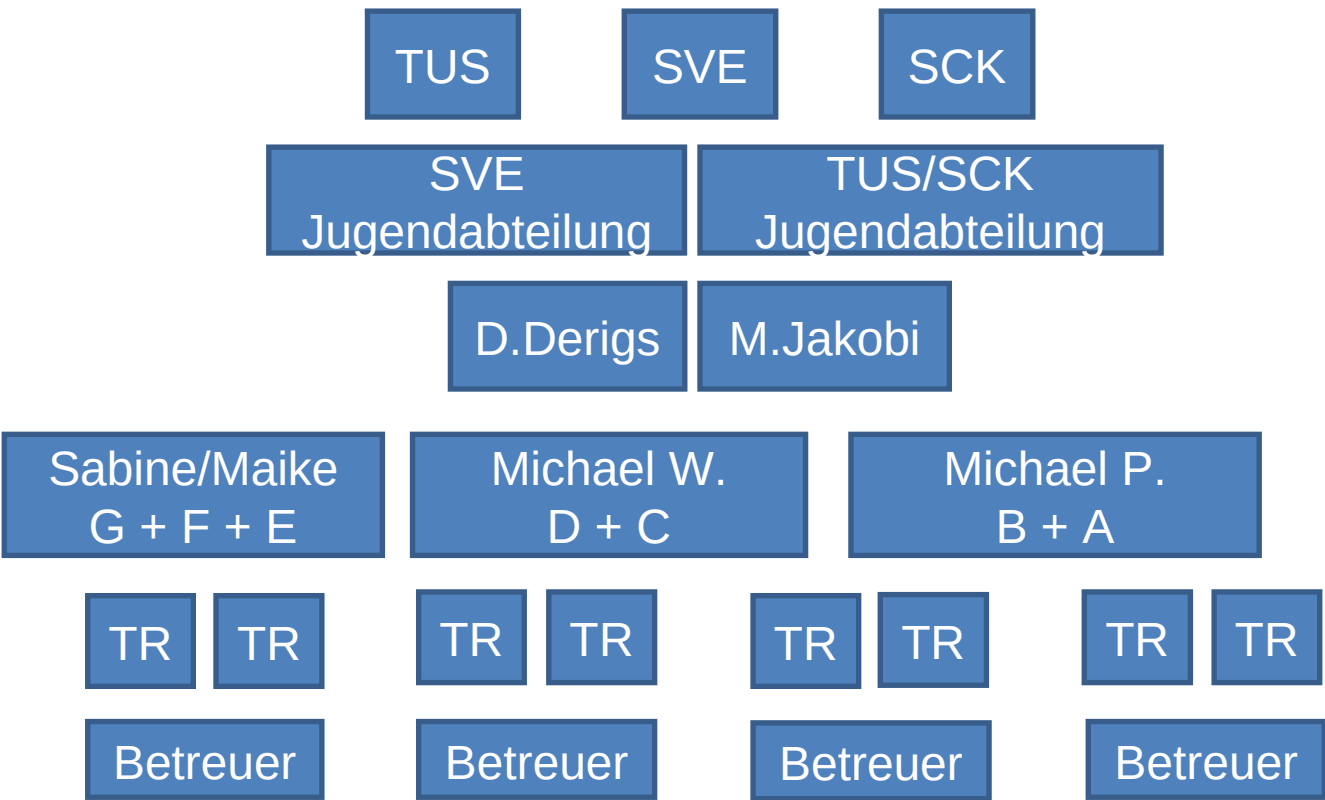 TUS
SVE
SCK
SVE
Jugendabteilung
TUS/SCK
Jugendabteilung
D.Derigs
M.Jakobi
Sabine/Maike
G + F + E
Michael W.
D + C
Michael P.
B + A
TR
TR
TR
TR
TR
TR
TR
TR
Betreuer
Betreuer
Betreuer
Betreuer